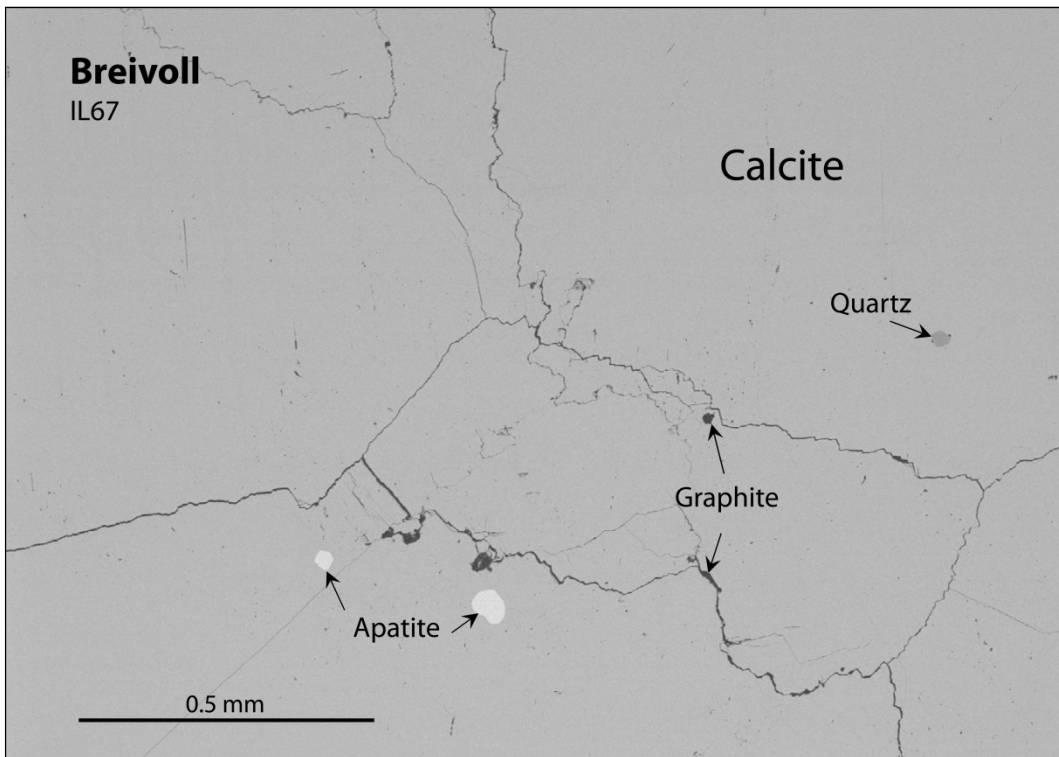 Breivoll
IL67
Calcite
Quartz
Graphite
Apatite
0.5 mm